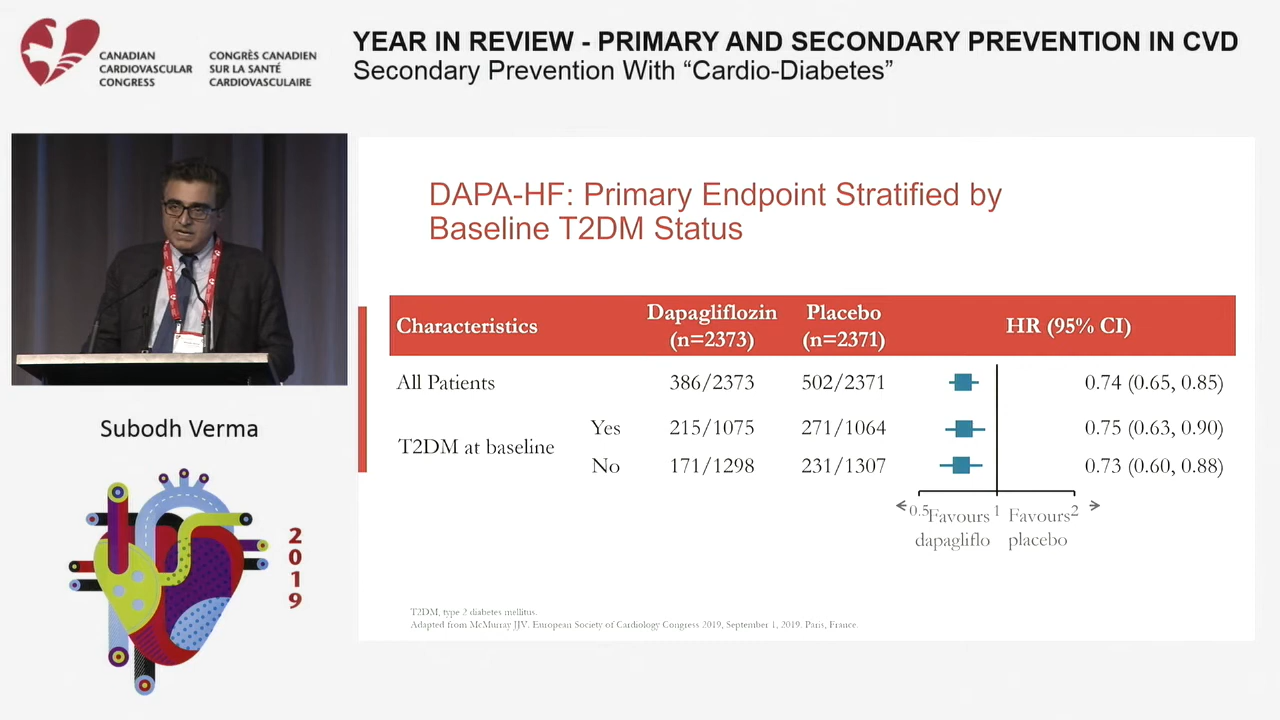 CANADIAN
CARDIOVASCULAR
CONGRESS
CONGRÈS CANADIEN
SUR LA SANTÉ
CARDIOVASCULAIRE
YEAR IN REVIEW - PRIMARY AND SECONDARY PREVENTION IN CVD
Secondary Prevention With “Cardio-Diabetes”
Subodh Verma
2019
DAPA-HF: Primary Endpoint Stratified by
Baseline T2DM Status
Characteristics Dapagliflozin (n=2373) Placebo (n=2371) HR (95% CI)
All Patients 386/2373 502/2371 0.74 (0.65, 0.85)
T2DM at baseline
Yes 215/1075 271/1064 0.75 (0.63, 0.90)
No 171/1298 231/1307 0.73 (0.60, 0.88)
0.5 1 2
Favours dapagliflo
Favours placebo
T2DM, type 2 diabetes mellitus.
Adapted from McMurray JJV. European Society of Cardiology Congress 2019, September 1, 2019. Paris, France.